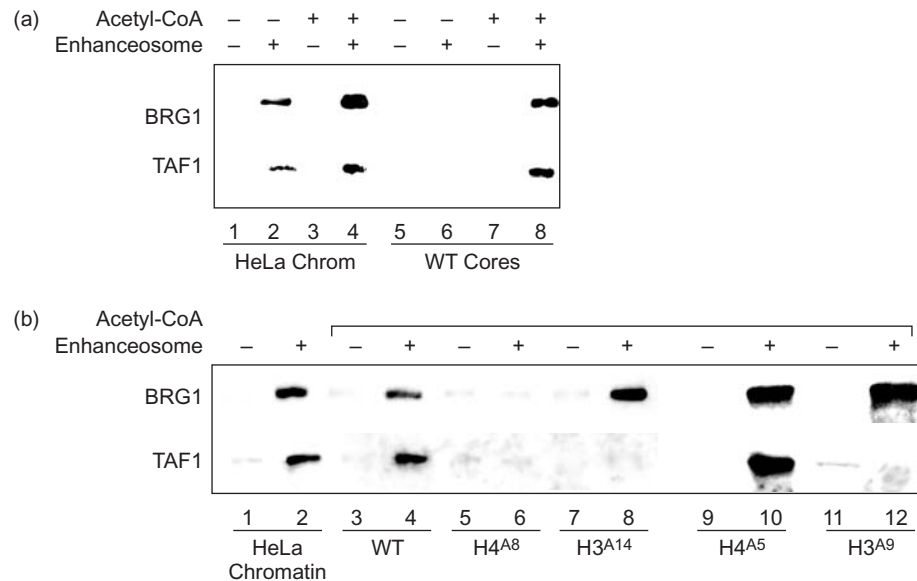 (a) Acetyl-CoA – – + + – – + +
Enhanceosome – + – + – + – +
BRG1
TAF1
1 2 3 4 5 6 7 8
HeLa Chrom WT Cores
(b) Acetyl-CoA
Enhanceosome – + – + – + – + – + – +
BRG1
TAF1
1 2 3 4 5 6 7 8 9 10 11 12
HeLa Chromatin WT H4A8 H3A14 H4A5 H3A9